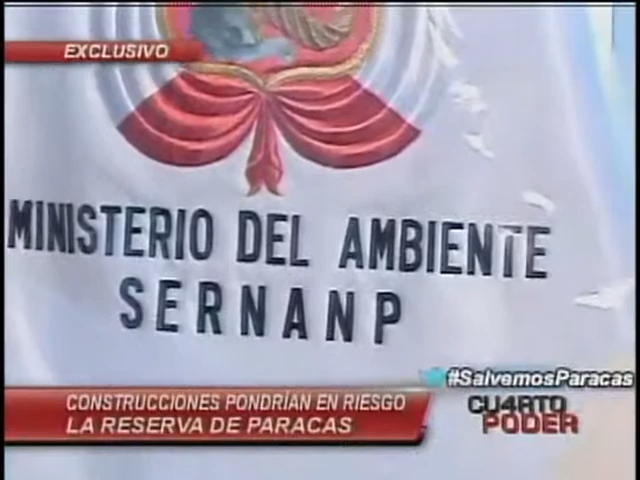 EXCLUSIVO
MINISTERIO DEL AMBIENTE
SERNANP
#SalvemosParacas
CONSTRUCCIONES PONDRÍAN EN RIESGO
LA RESERVA DE PARACAS
CU4RTO
PODER